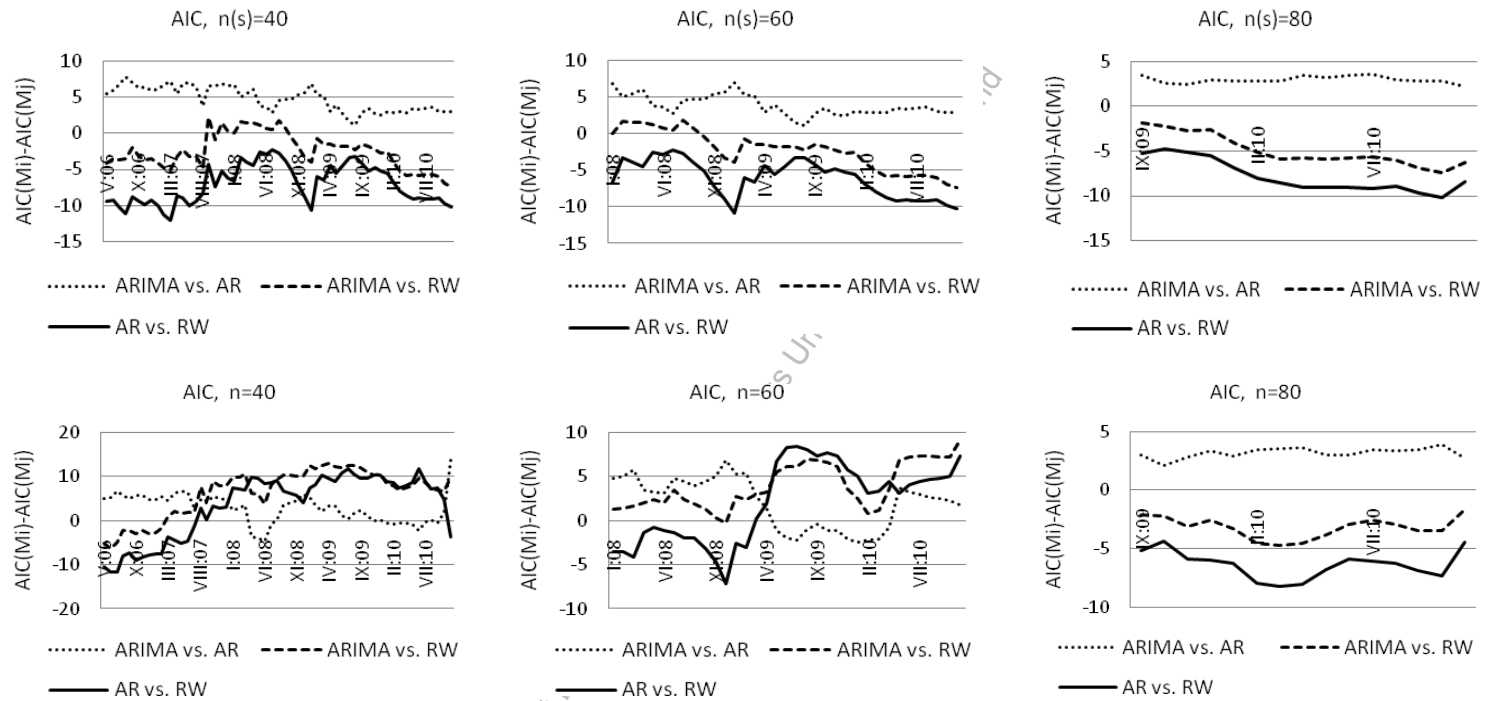 AIC, n(s)=40
AIC(Mi)-AIC(Mj)
10
5
0
-5
-10
-15
V:06
X:06
III:07
VIII:07
I:08
VI:08
XI:08
IV:09
IX:09
II:10
VII:10
ARIMA vs. AR
ARIMA vs. RW
AR vs. RW
AIC, n(s)=60
AIC(Mi)-AIC(Mj)
10
5
0
-5
-10
-15
I:08
VI:08
XI:08
IV:09
IX:09
II:10
VII:10
ARIMA vs. AR
ARIMA vs. RW
AR vs. RW
AIC, n(s)=80
AIC(Mi)-AIC(Mj)
5
0
-5
-10
-15
IX:09
II:10
VII:10
ARIMA vs. AR
ARIMA vs. RW
AR vs. RW
AIC, n=40
AIC(Mi)-AIC(Mj)
20
10
0
-10
-20
V:06
X:06
III:07
VIII:07
I:08
VI:08
XI:08
IV:09
IX:09
II:10
VII:10
ARIMA vs. AR
ARIMA vs. RW
AR vs. RW
AIC, n=60
AIC(Mi)-AIC(Mj)
10
5
0
-5
-10
I:08
VI:08
XI:08
IV:09
IX:09
II:10
VII:10
ARIMA vs. AR
ARIMA vs. RW
AR vs. RW
AIC, n=80
AIC(Mi)-AIC(Mj)
5
0
-5
-10
IX:09
II:10
VII:10
ARIMA vs. AR
ARIMA vs. RW
AR vs. RW